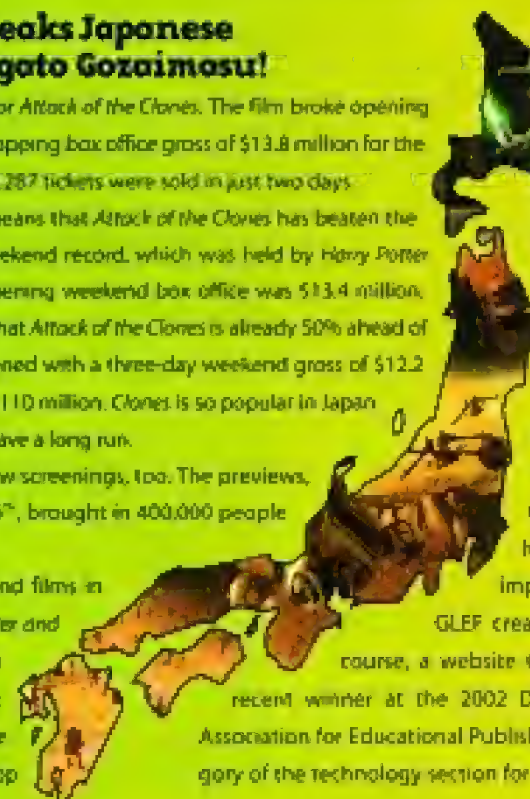 eaks Japanese
gato Gozaimasu!
or Attack of the Clones. The film broke opening
opping box office gross of $13.8 million for the
,287 tickets were sold in just two days
eans that Attack of the Clones has beaten the
ekend record, which was held by Harry Potter
pening weekend box office was $13.4 million.
hat Attack of the Clones is already 50% ahead of
ned with a three-day weekend gross of $12.2
110 million. Clones is so popular in Japan
ave a long run.
w screenings, too. The previews,
brought in 400,000 people
nd films in
er and
op
imp
GLEF crea
course, a website
recent winner at the 2002 D
Association for Educational Publish
gory of the technology section for